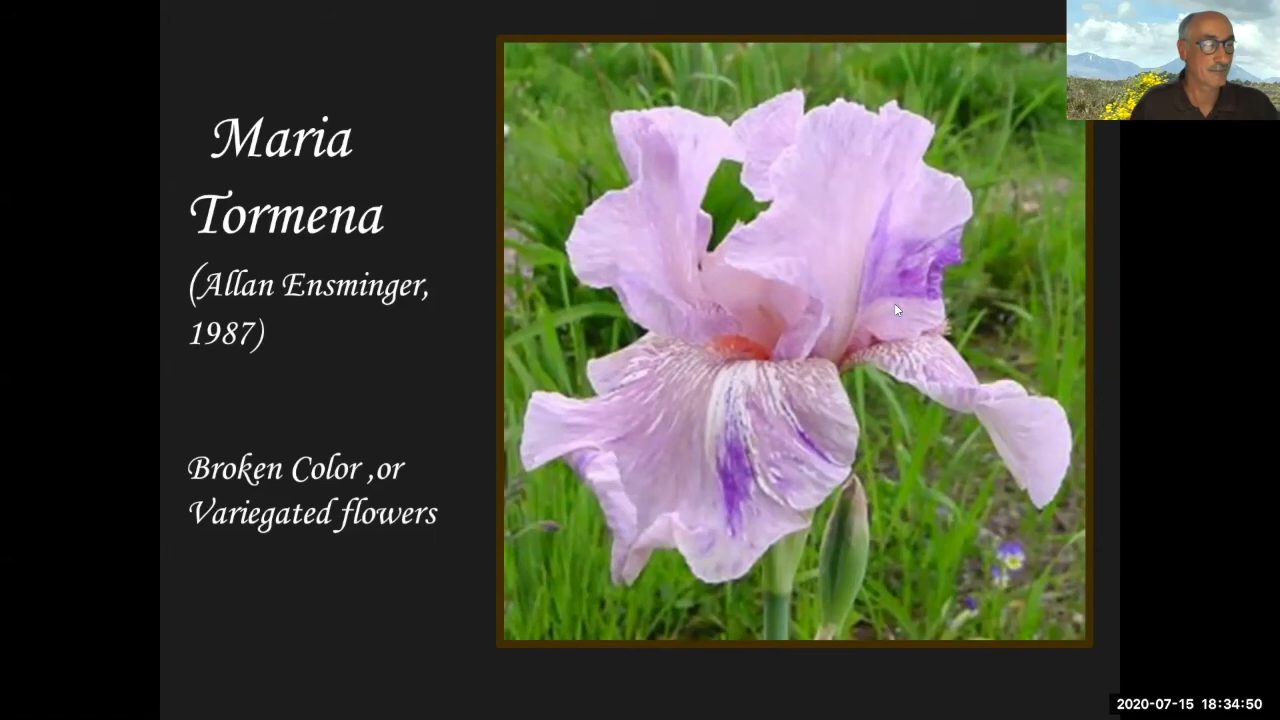 Maria
Tormena
(Allan Ensminger,
1987)
Broken Color ,or
Variegated flowers
2020-07-15 18:34:50